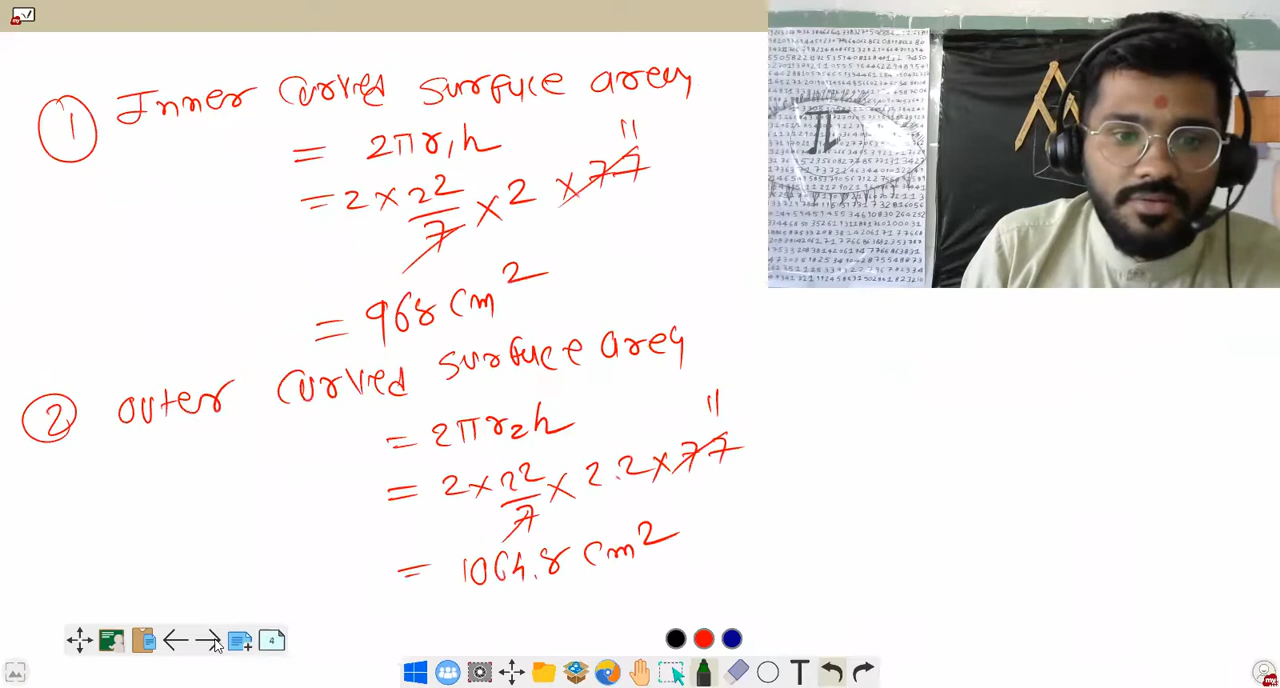 ① Inner curved surface area
= 2πr₁h
= 2 × 22/7 × 2 × 77 11
= 968 cm²
② outer curved surface area
= 2πr₂h
= 2 × 22/7 × 2.2 × 77 11
= 1064.8 cm²
π
4
T